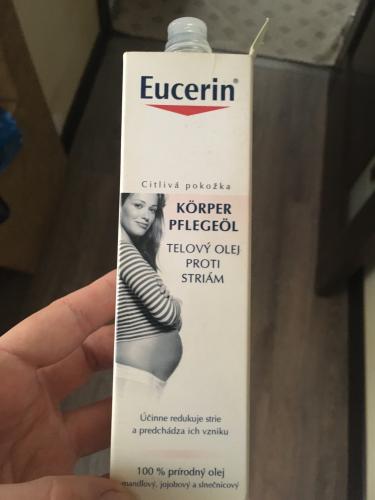 Eucerin®
Citlivá pokožka
KÖRPER
PFLEGEÖL
TELOVÝ OLEJ
PROTI
STRIÁM
Účinne redukuje strie
a predchádza ich vzniku
100 % prírodný olej
mandľový, jojobový a slnečnicový